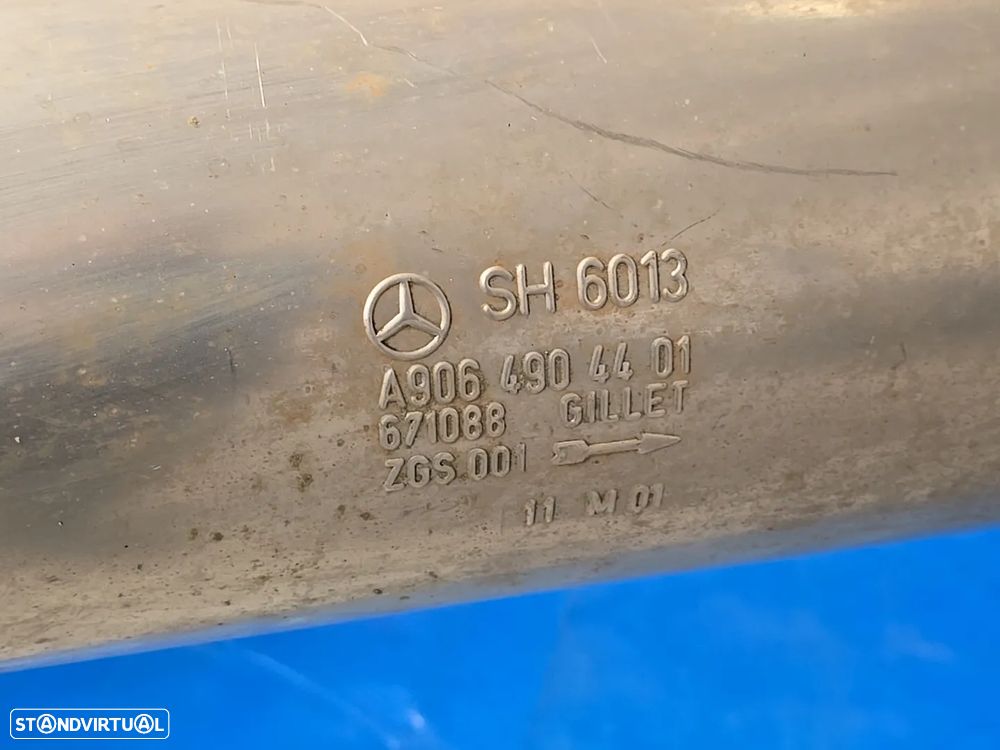 SH 6013
A906 490 44 01
671088 GILLET
ZGS 001
11 M 01
STANDVIRTUAL